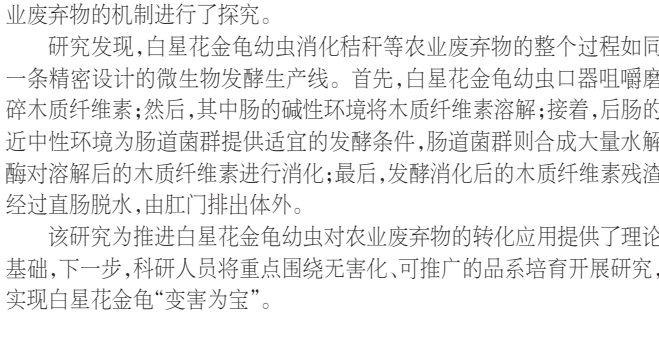 业废弃物的机制进行了探究。
研究发现,白星花金龟幼虫消化秸秆等农业废弃物的整个过程如同
一条精密设计的微生物发酵生产线。首先,白星花金龟幼虫口器咀嚼磨
碎木质纤维素;然后,其中肠的碱性环境将木质纤维素溶解;接着,后肠的
近中性环境为肠道菌群提供适宜的发酵条件,肠道菌群则合成大量水解
酶对溶解后的木质纤维素进行消化;最后,发酵消化后的木质纤维素残渣
经过直肠脱水,由肛门排出体外。
该研究为推进白星花金龟幼虫对农业废弃物的转化应用提供了理论
基础,下一步,科研人员将重点围绕无害化、可推广的品系培育开展研究,
实现白星花金龟“变害为宝”。